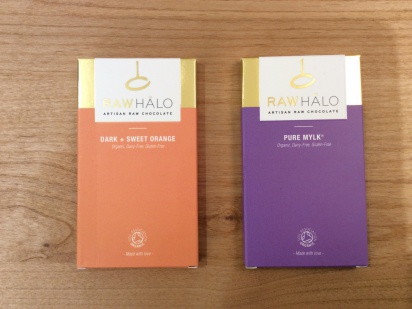 RAWHALO
ARTISAN RAW CHOCOLATE
DARK + SWEET ORANGE
Organic, Dairy-Free, Gluten-Free
- Made with love -
RAWHALO
ARTISAN RAW CHOCOLATE
PURE MYLK®
Organic, Dairy-Free, Gluten-Free
- Made with love -